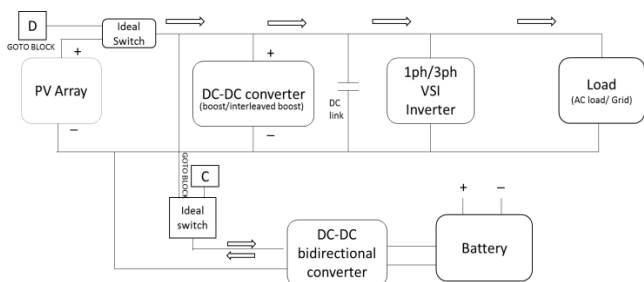 D
GOTO BLOCK
Ideal
Switch
+
PV Array
–
+
DC-DC converter
(boost/interleaved boost)
–
DC
link
1ph/3ph
VSI
Inverter
Load
(AC load/ Grid)
GOTO BLOCK
C
Ideal
switch
DC-DC
bidirectional
converter
+ –
Battery